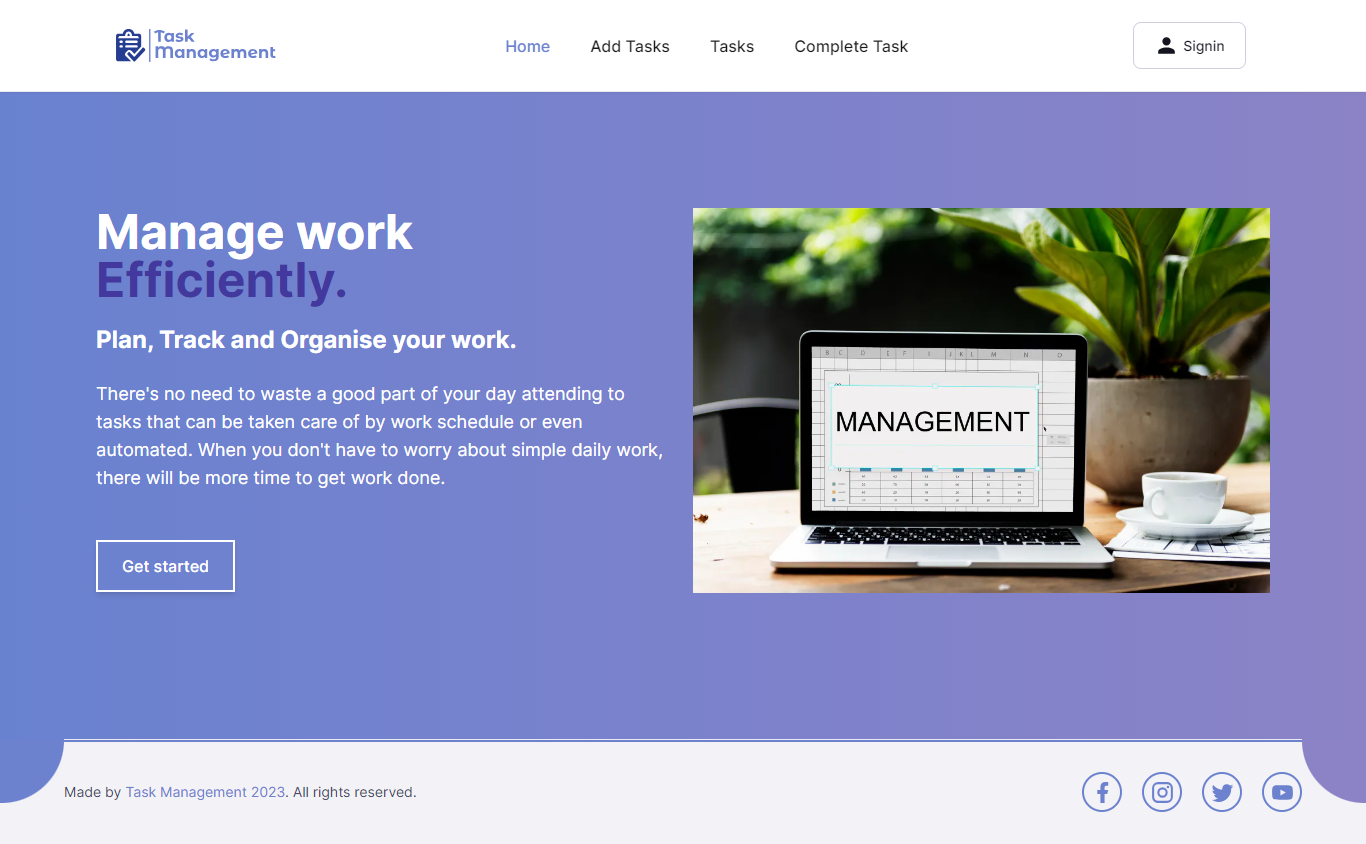 Task
Management
Home
Add Tasks
Tasks
Complete Task
Signin
Manage work
Efficiently.
Plan, Track and Organise your work.
There's no need to waste a good part of your day attending to
tasks that can be taken care of by work schedule or even
automated. When you don't have to worry about simple daily work,
there will be more time to get work done.
Get started
MANAGEMENT
Made by Task Management 2023. All rights reserved.